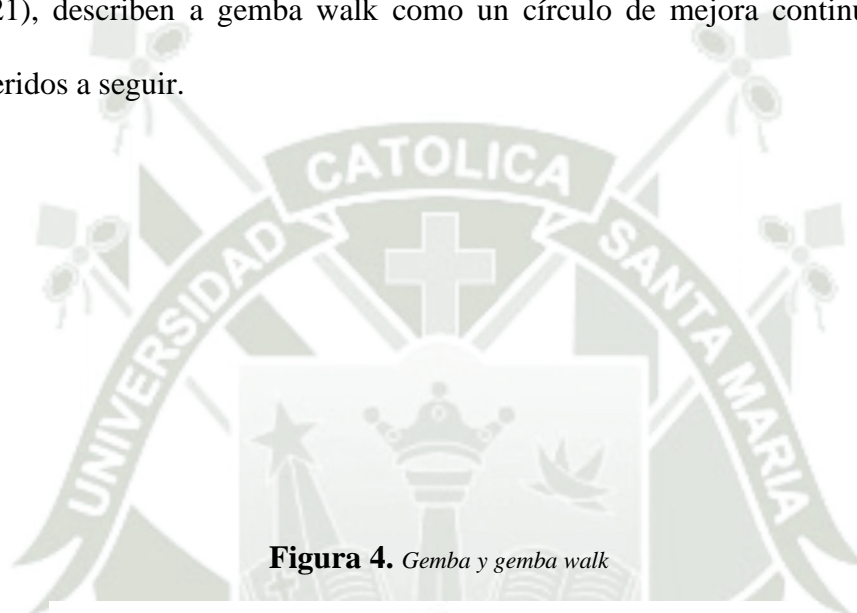 21), describen a gemba walk como un círculo de mejora continu
eridos a seguir.
UNIVERSIDAD CATOLICA SANTA MARIA
Figura 4. Gemba y gemba walk